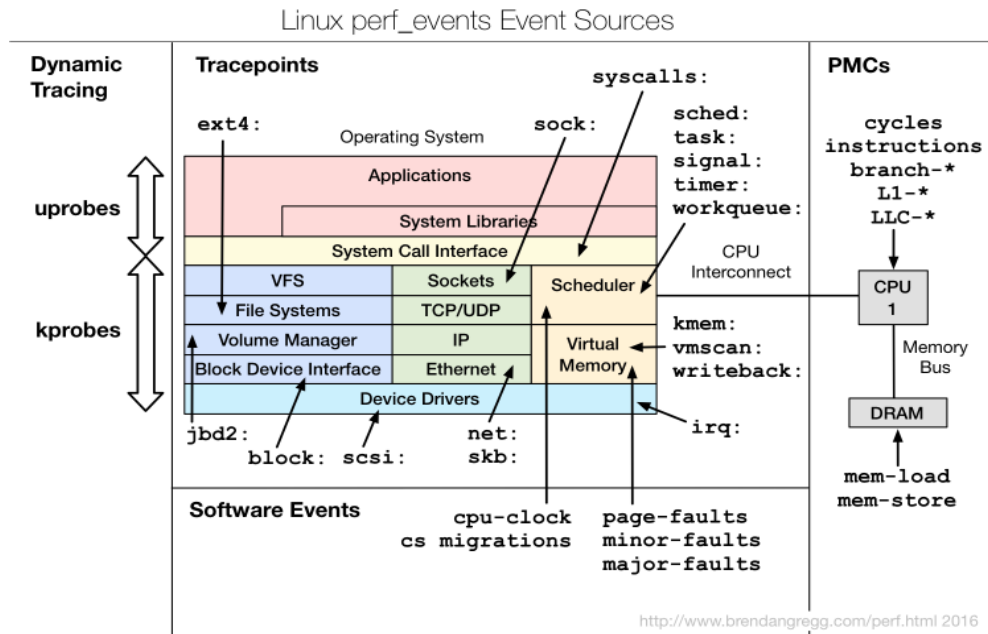 Linux perf_events Event Sources
Dynamic
Tracing
uprobes
kprobes
Tracepoints
syscalls:
ext4:
Operating System
sock:
sched:
task:
signal:
timer:
workqueue:
Applications
System Libraries
System Call Interface
VFS
Sockets
Scheduler
File Systems
TCP/UDP
Volume Manager
IP
Virtual
Memory
Block Device Interface
Ethernet
Device Drivers
CPU
Interconnect
kmem:
vmscan:
writeback:
jbd2:
block:
scsi:
net:
skb:
irq:
Software Events
cpu-clock
cs migrations
page-faults
minor-faults
major-faults
PMCs
cycles
instructions
branch-*
L1-*
LLC-*
CPU
1
Memory
Bus
DRAM
mem-load
mem-store
http://www.brendangregg.com/perf.html 2016